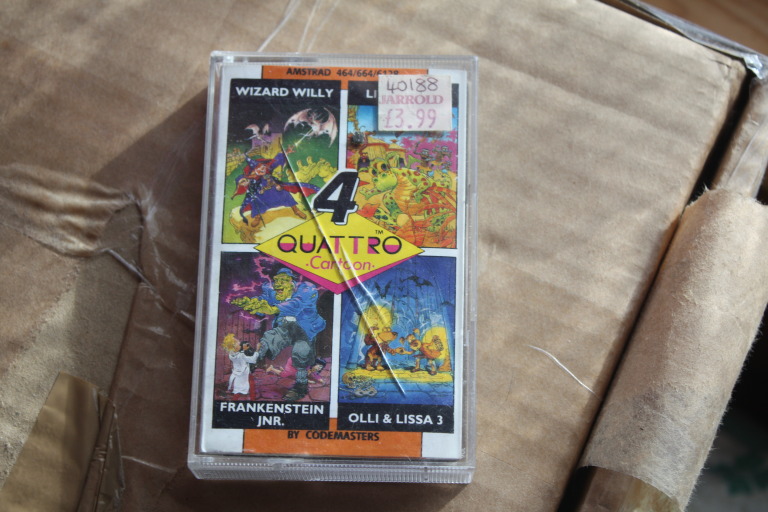 AMSTRAD 464/664/6128
WIZARD WILLY
LI
40188
JARROLD
£3.99
4
QUATTRO
TM
·Cartoon·
FRANKENSTEIN
JNR.
OLLI & LISSA 3
BY CODEMASTERS